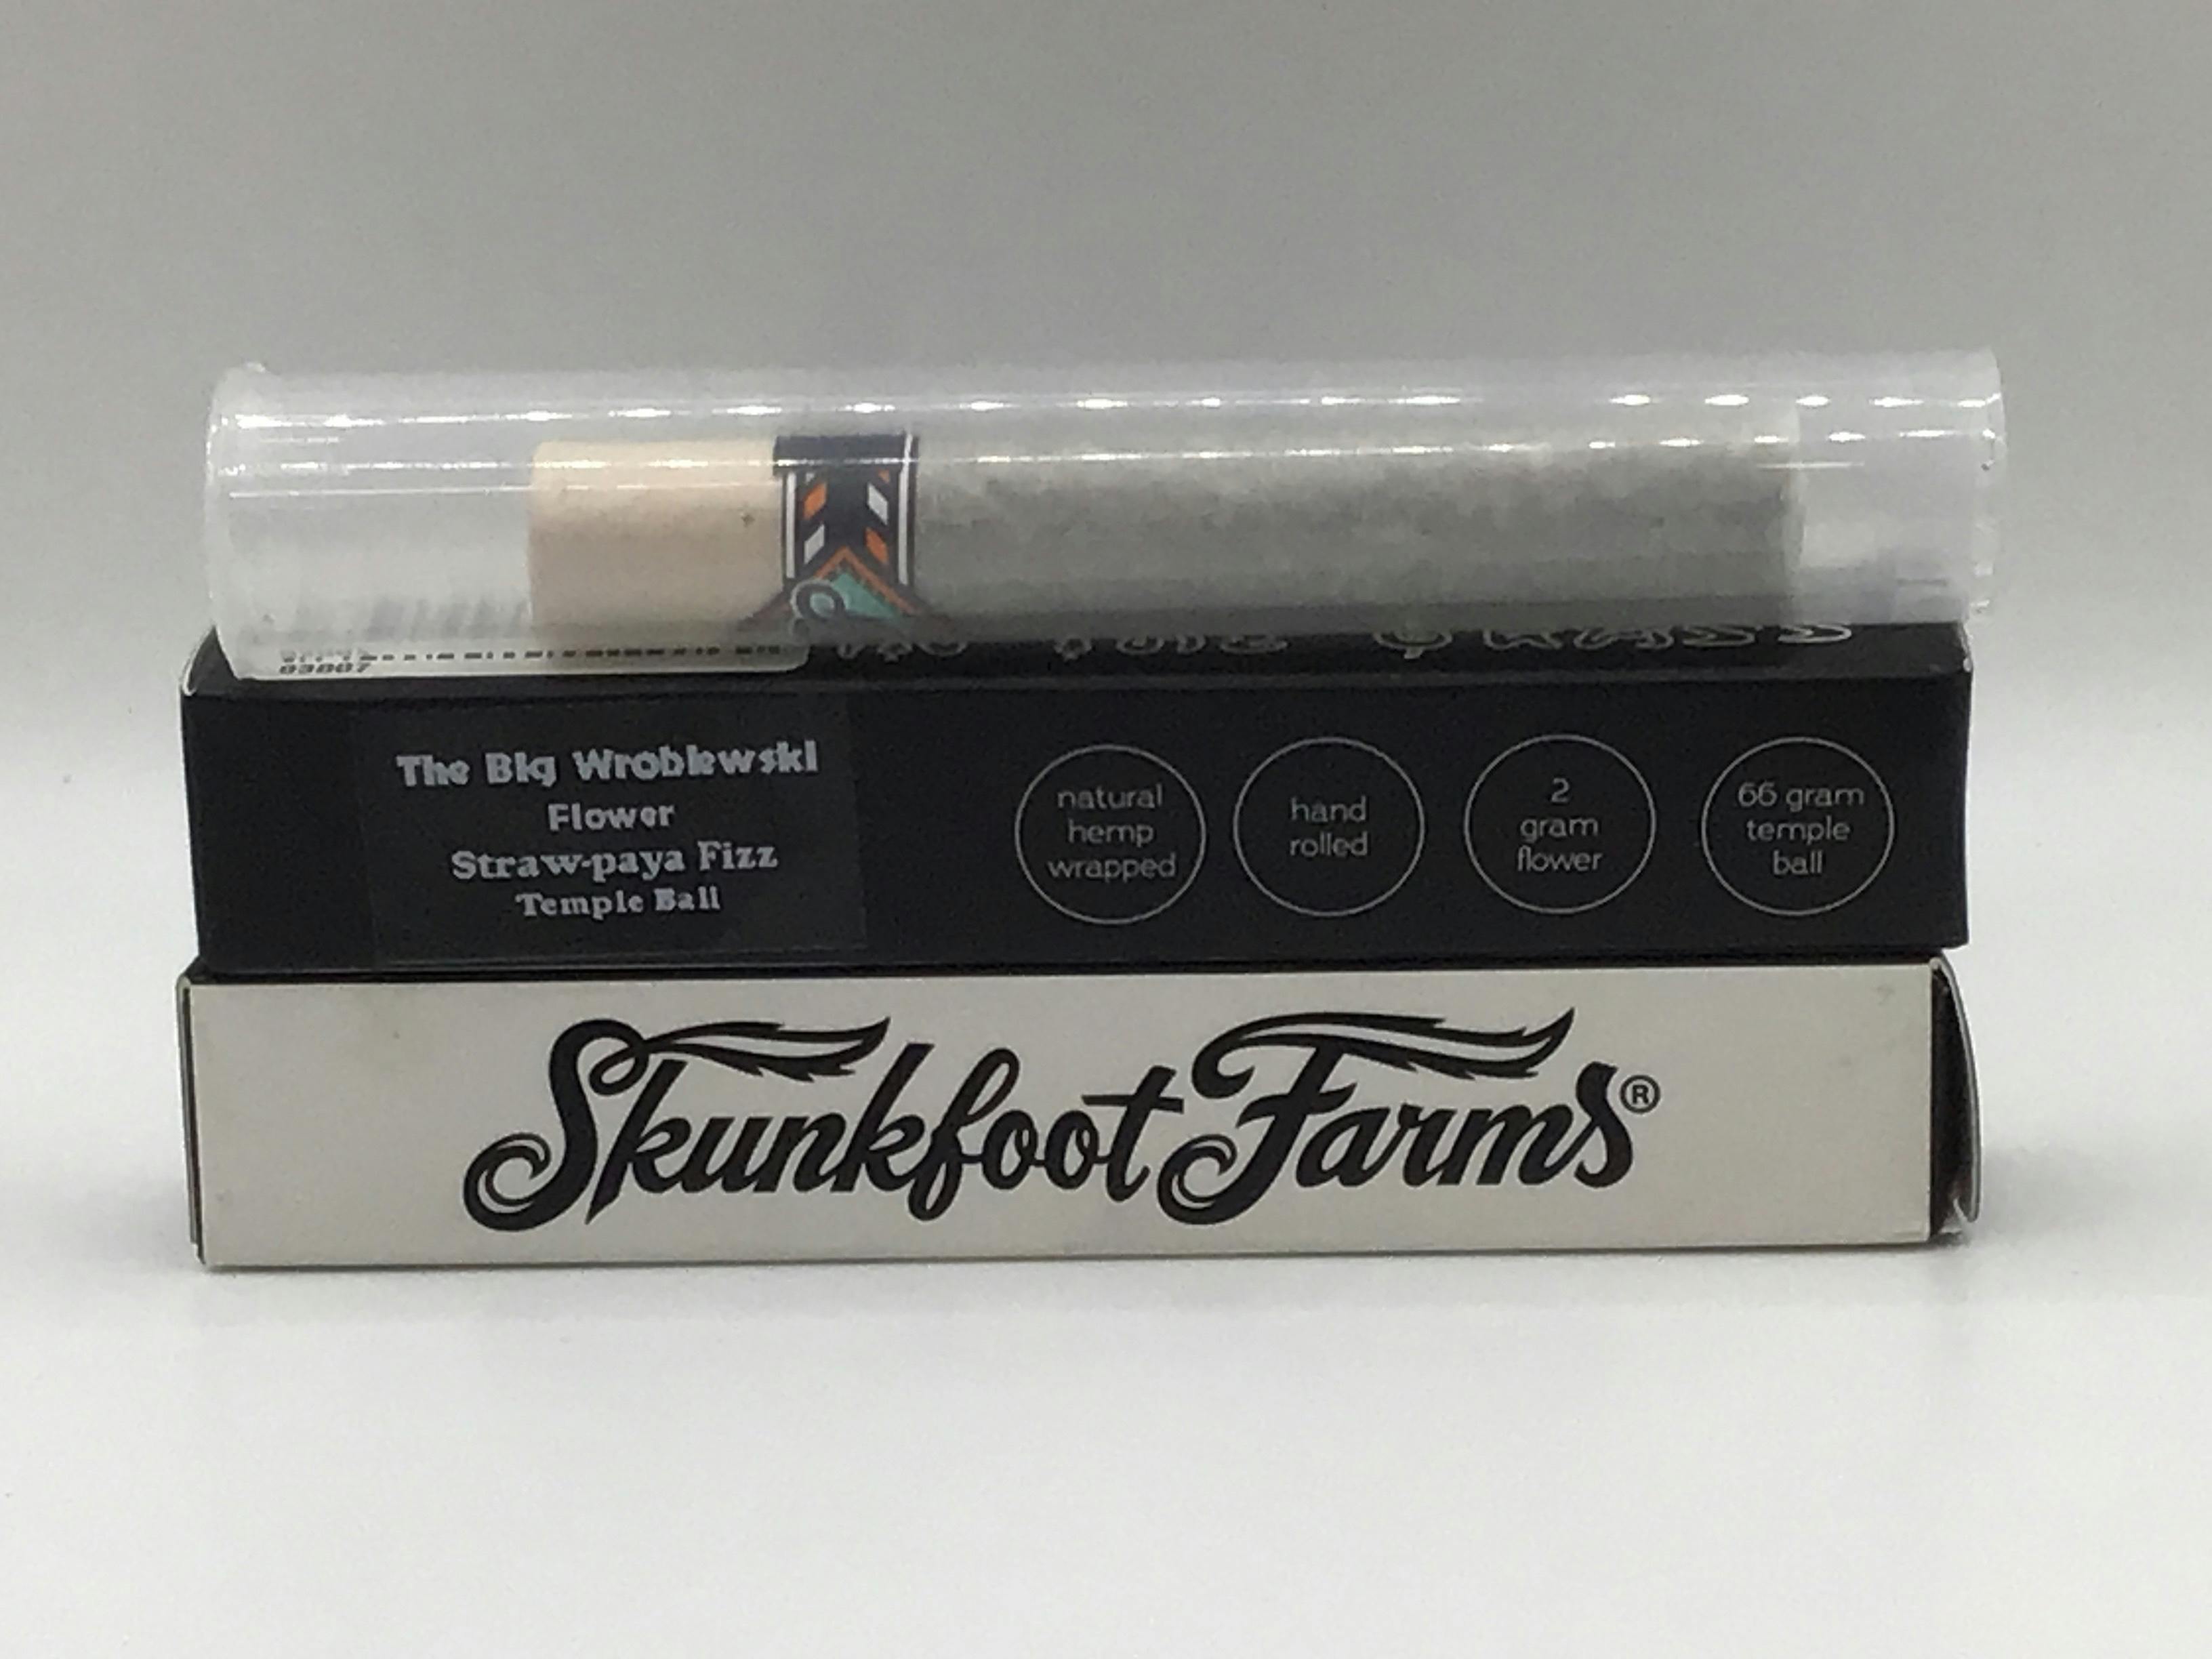 03807
The Big Wroblewski
Flower
Straw-paya Fizz
Temple Ball
natural
hemp
wrapped
hand
rolled
2
gram
flower
66 gram
temple
ball
Skunkfoot Farms®